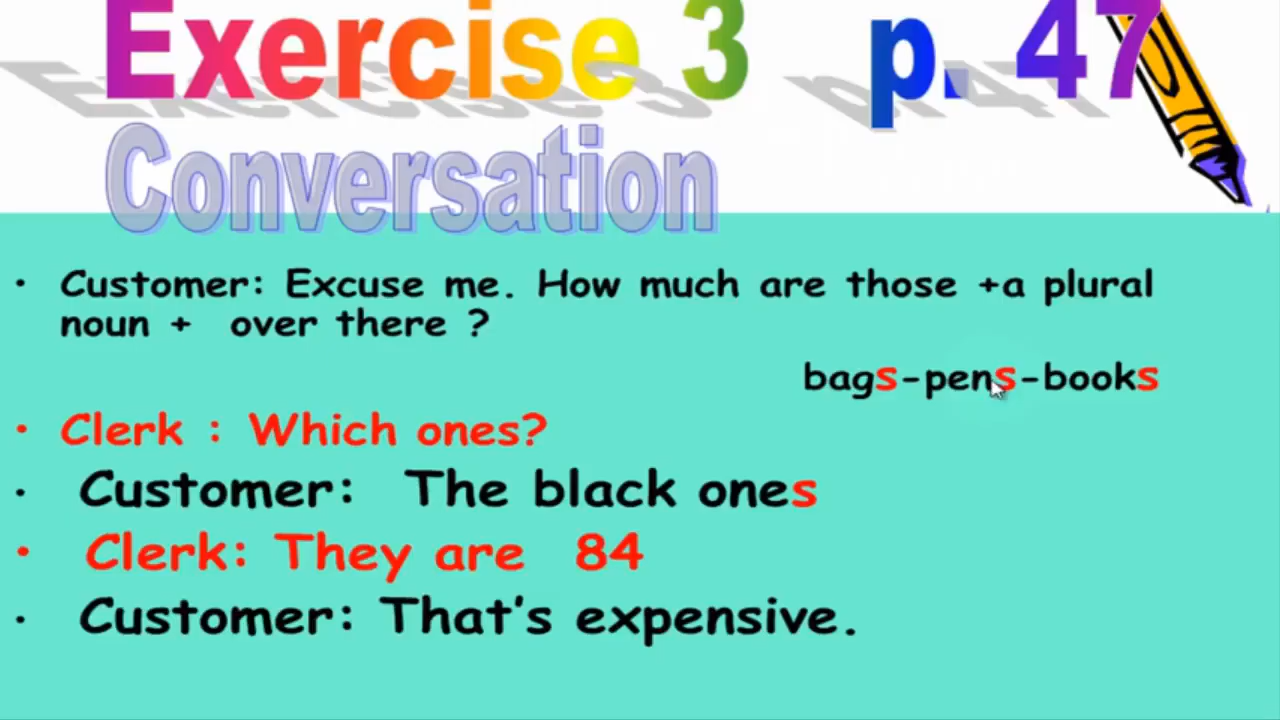 Exercise 3 p. 47
Conversation
• Customer: Excuse me. How much are those +a plural
noun + over there ?
bags-pens-books
• Clerk : Which ones?
• Customer: The black ones
• Clerk: They are 84
• Customer: That's expensive.